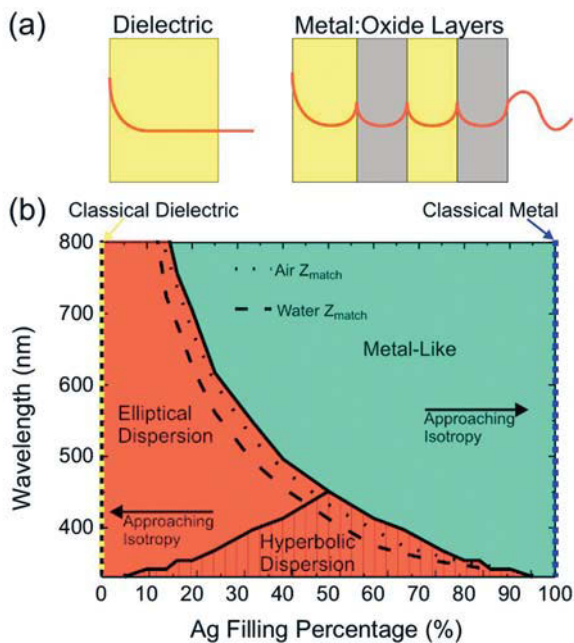 (a)
Dielectric
Metal:Oxide Layers
(b)
Classical Dielectric
Classical Metal
800
700
600
500
400
Wavelength (nm)
Air Zmatch
Water Zmatch
Metal-Like
Elliptical
Dispersion
Approaching
Isotropy
Approaching
Isotropy
Hyperbolic
Dispersion
0 10 20 30 40 50 60 70 80 90 100
Ag Filling Percentage (%)